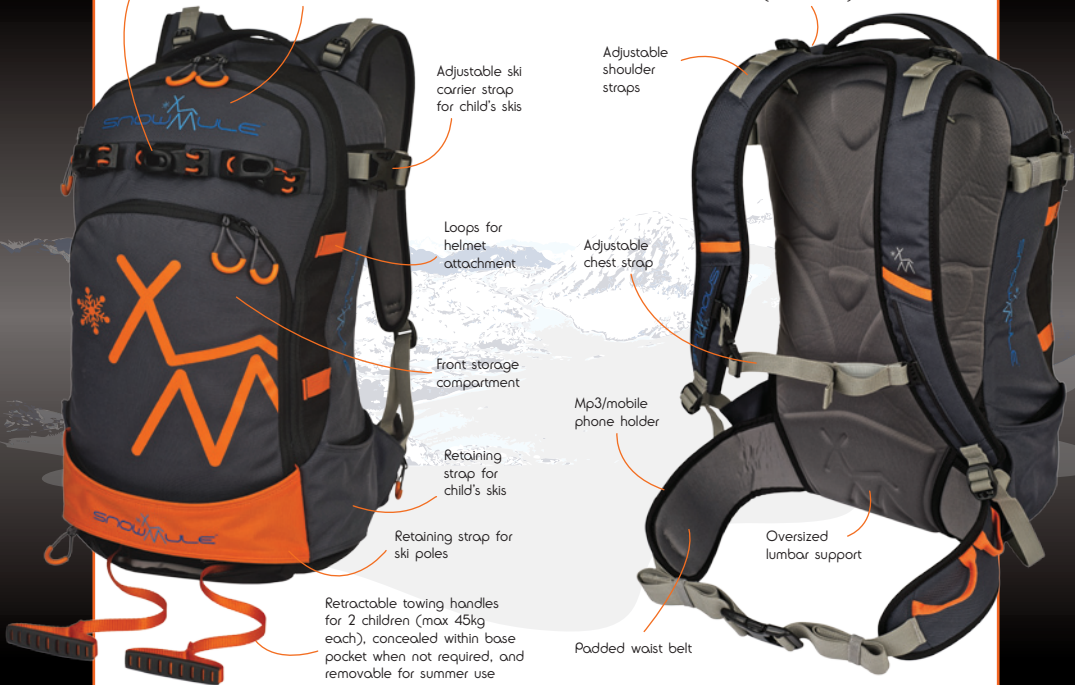 SNOWMULE
Adjustable ski
carrier strap
for child's skis
Loops for
helmet
attachment
Front storage
compartment
Retaining
strap for
child's skis
SNOWMULE
Retaining strap for
ski poles
Retractable towing handles
for 2 children (max 45kg
each), concealed within base
pocket when not required, and
removable for summer use
Adjustable
shoulder
straps
Adjustable
chest strap
Mp3/mobile
phone holder
Oversized
lumbar support
Padded waist belt